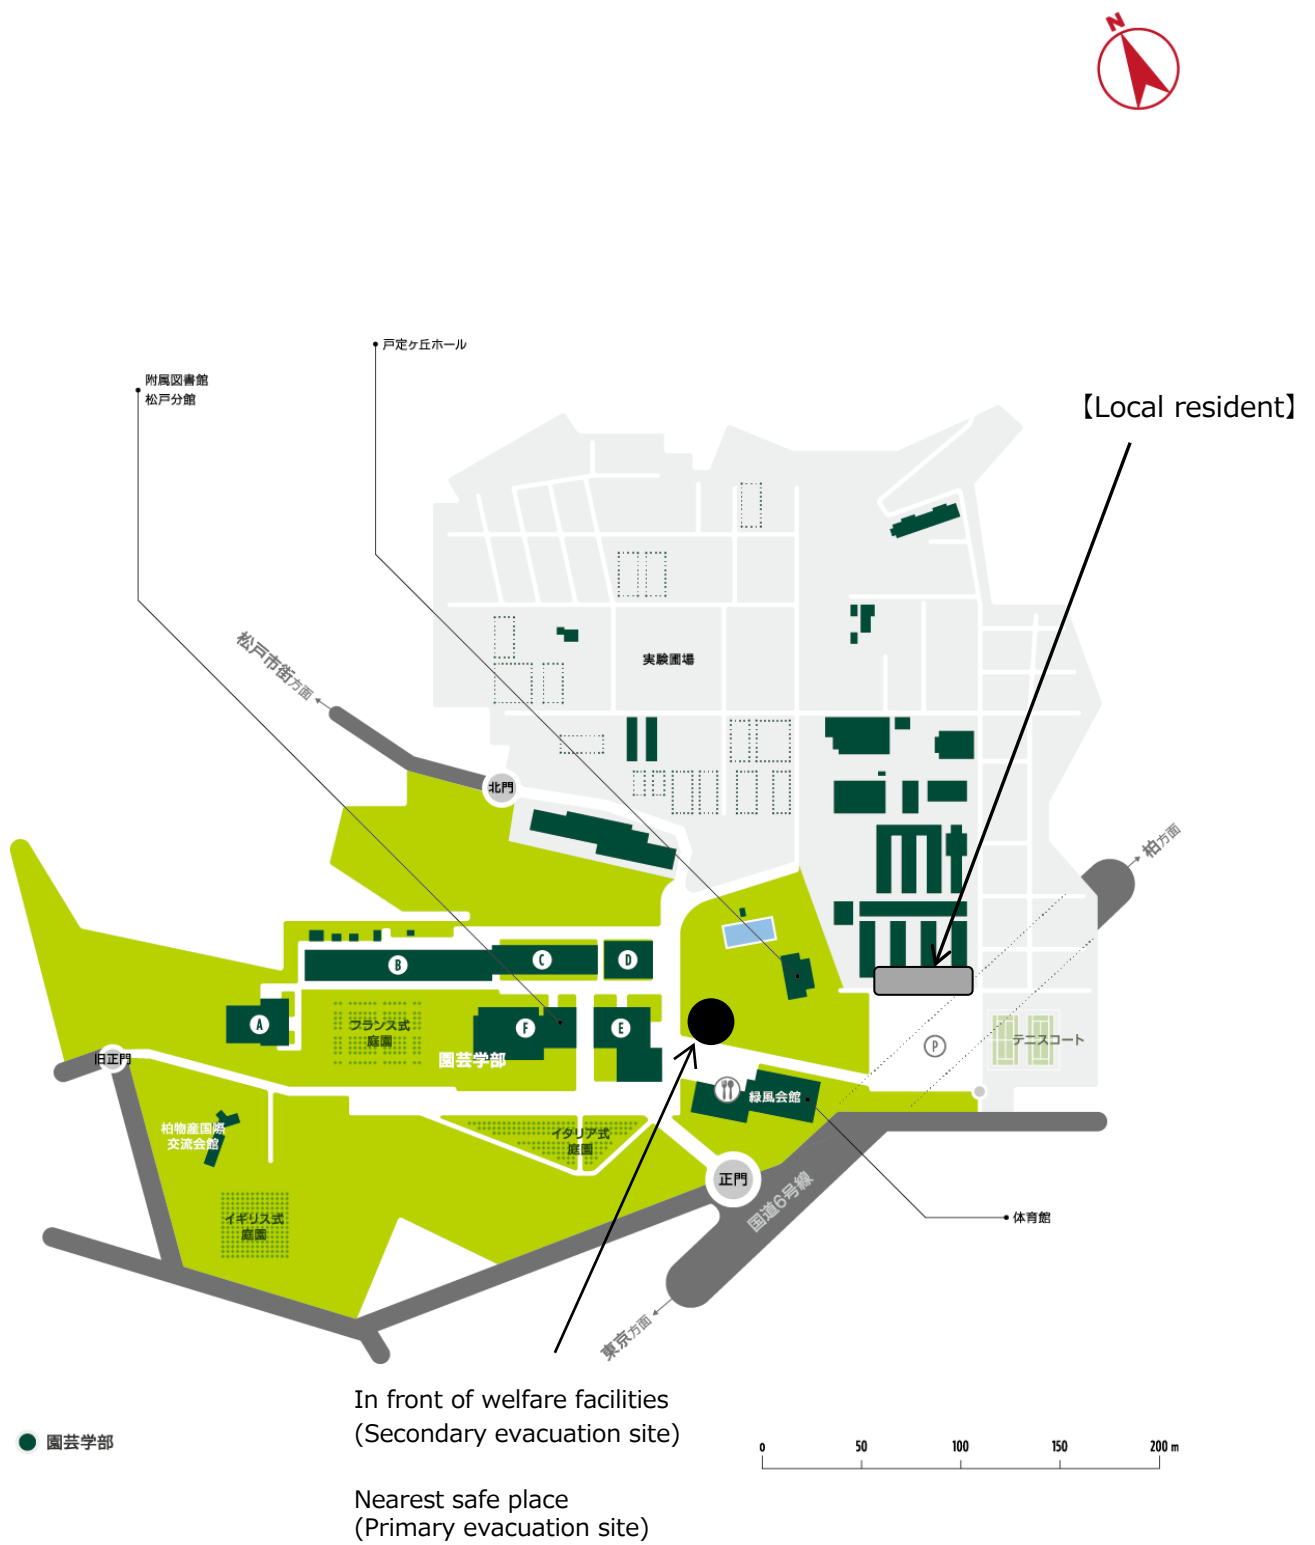 N
戸定ヶ丘ホール
附属図書館
松戸分館
【Local resident】
松戸市街方面
実験圃場
北門
柏方面
B
C
D
A
フランス式
庭園
F
E
園芸学部
P
テニスコート
旧正門
緑風会館
柏物産国際
交流会館
イタリア式
庭園
正門
国道6号線
イギリス式
庭園
体育館
東京方面
In front of welfare facilities
(Secondary evacuation site)
園芸学部
0 50 100 150 200 m
Nearest safe place
(Primary evacuation site)